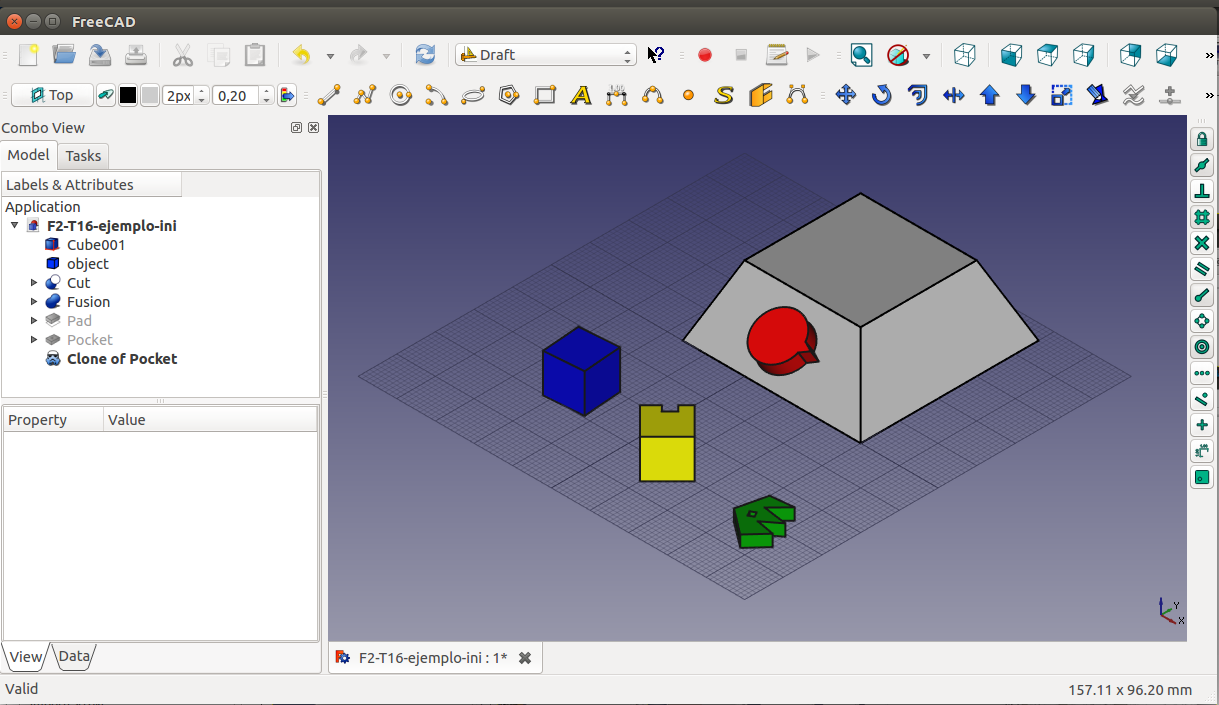 FreeCAD
Draft
Top
2px
0,20
Combo View
Model
Tasks
Labels & Attributes
Application
F2-T16-ejemplo-ini
Cube001
object
Cut
Fusion
Pad
Pocket
Clone of Pocket
Property
Value
View
Data
F2-T16-ejemplo-ini : 1*
Y
X
Valid
157.11 x 96.20 mm